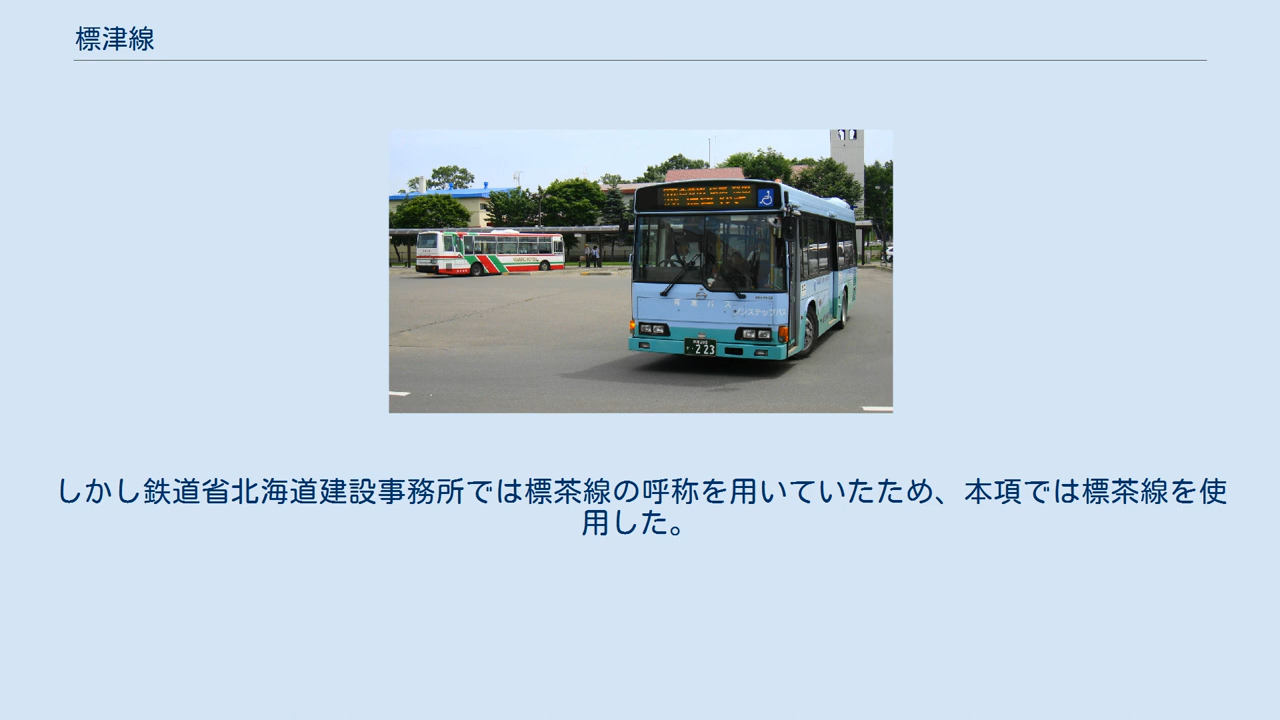 標津線
223
しかし鉄道省北海道建設事務所では標茶線の呼称を用いていたため、本項では標茶線を使
用した。